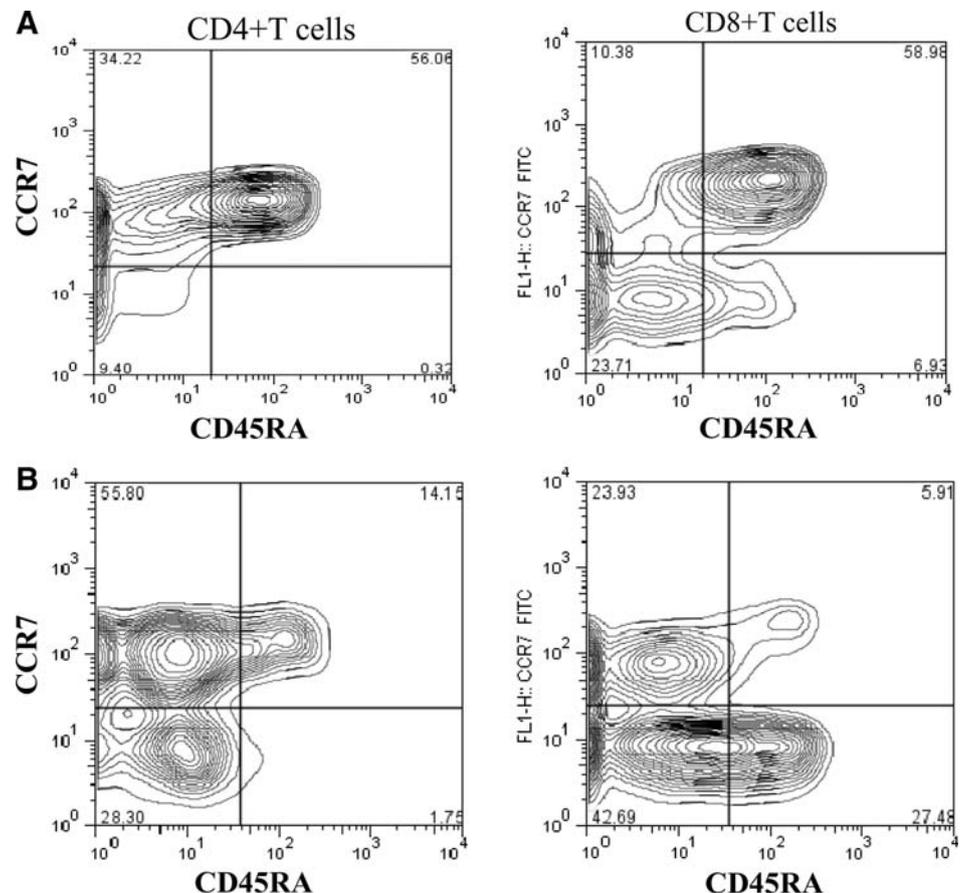 A
CD4+T cells
CD8+T cells
10^4
34.22 56.06
10^3
10^2
10^1
10^0
CCR7
9.40 0.32
10^0 10^1 10^2 10^3 10^4
CD45RA
10^4
10.38 58.98
10^3
10^2
10^1
10^0
FL1-H:: CCR7 FITC
23.71 6.93
10^0 10^1 10^2 10^3 10^4
CD45RA
B
10^4
55.80 14.15
10^3
10^2
10^1
10^0
CCR7
28.30 1.75
10^0 10^1 10^2 10^3 10^4
CD45RA
10^4
23.93 5.91
10^3
10^2
10^1
10^0
FL1-H:: CCR7 FITC
42.69 27.48
10^0 10^1 10^2 10^3 10^4
CD45RA